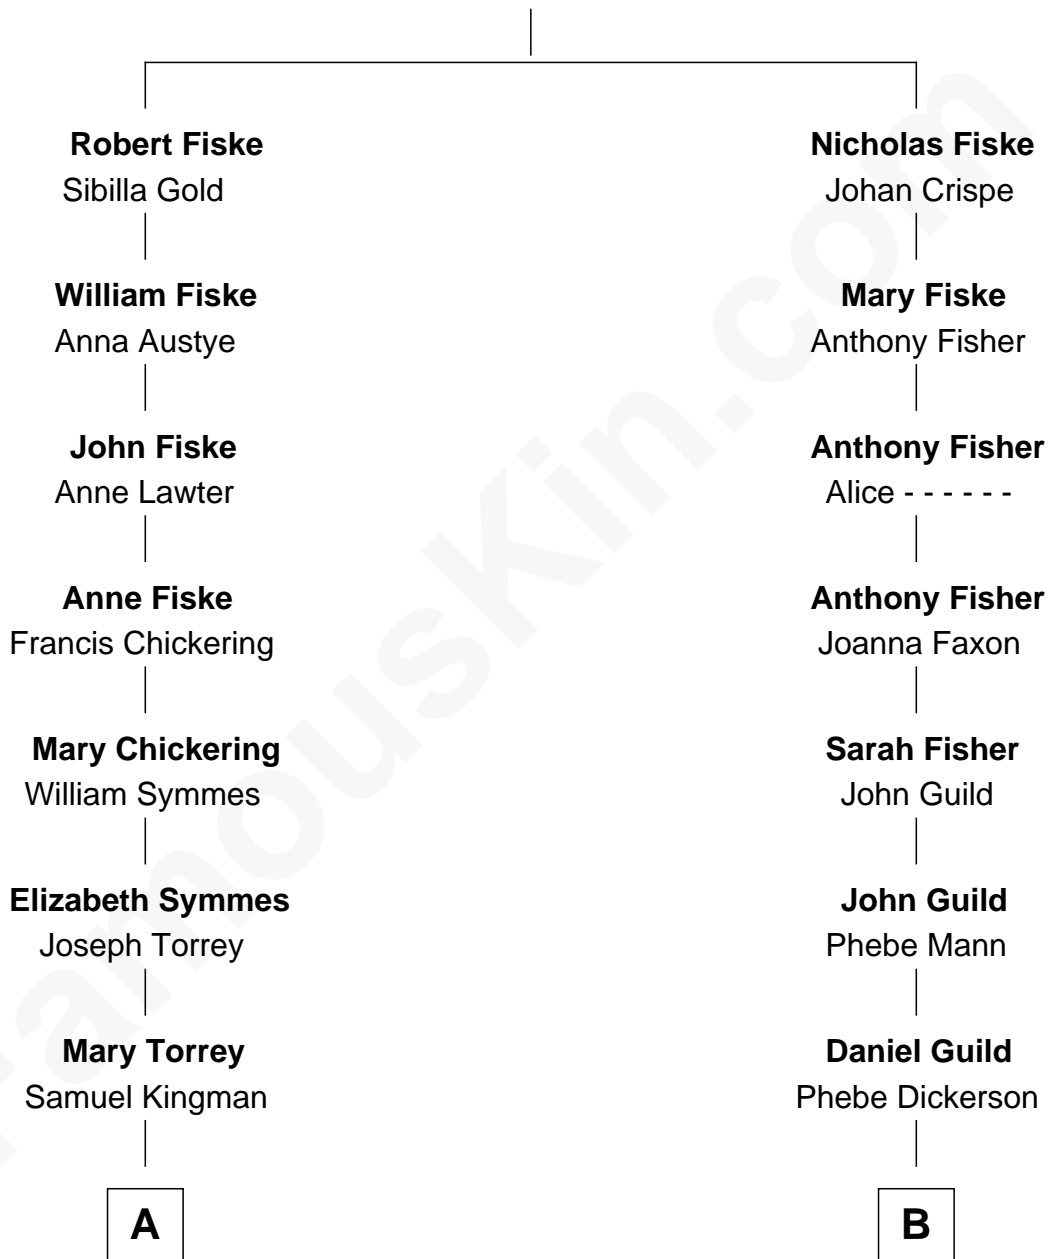 Robert Fiske
Sibilla Gold
William Fiske
Anna Austye
John Fiske
Anne Lawter
Anne Fiske
Francis Chickering
Mary Chickering
William Symmes
Elizabeth Symmes
Joseph Torrey
Mary Torrey
Samuel Kingman
A
Nicholas Fiske
Johan Crispe
Mary Fiske
Anthony Fisher
Anthony Fisher
Alice - - - - - -
Anthony Fisher
Joanna Faxon
Sarah Fisher
John Guild
John Guild
Phebe Mann
Daniel Guild
Phebe Dickerson
B
FamousKin.com